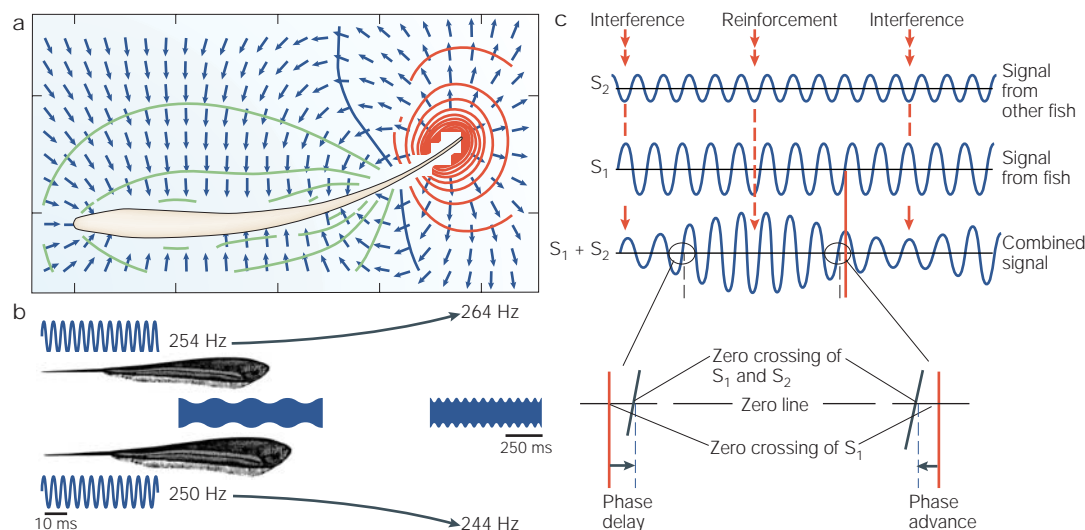 a
b
254 Hz
264 Hz
250 ms
250 Hz
10 ms
244 Hz
c
Interference Reinforcement Interference
S2
Signal
from
other fish
S1
Signal
from fish
S1 + S2
Combined
signal
Zero crossing of
S1 and S2
Zero line
Zero crossing of S1
Phase
delay
Phase
advance